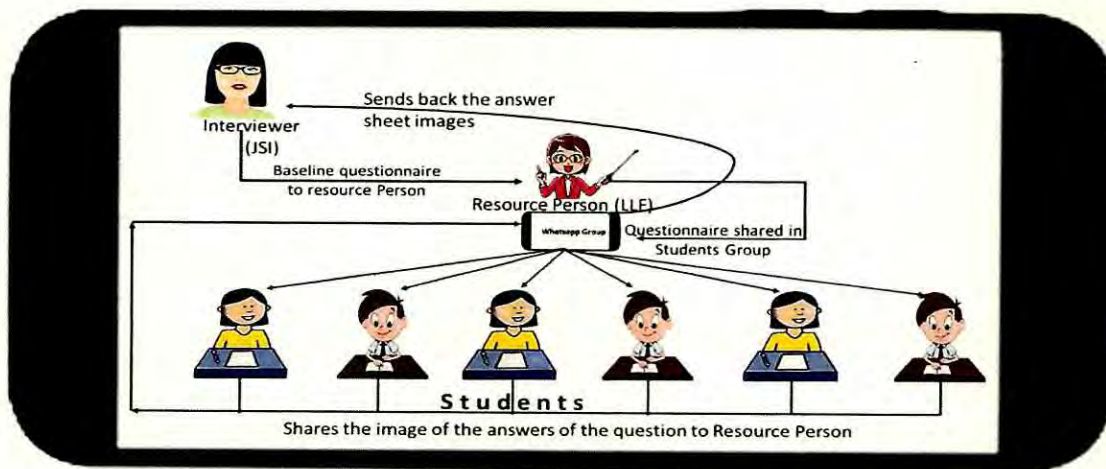 Sends back the answer
sheet images
Interviewer
(JSI)
Baseline questionnaire
to resource Person
Resource Person (LLF)
Whatsapp Group
Questionnaire shared in
Students Group
Students
Shares the image of the answers of the question to Resource Person